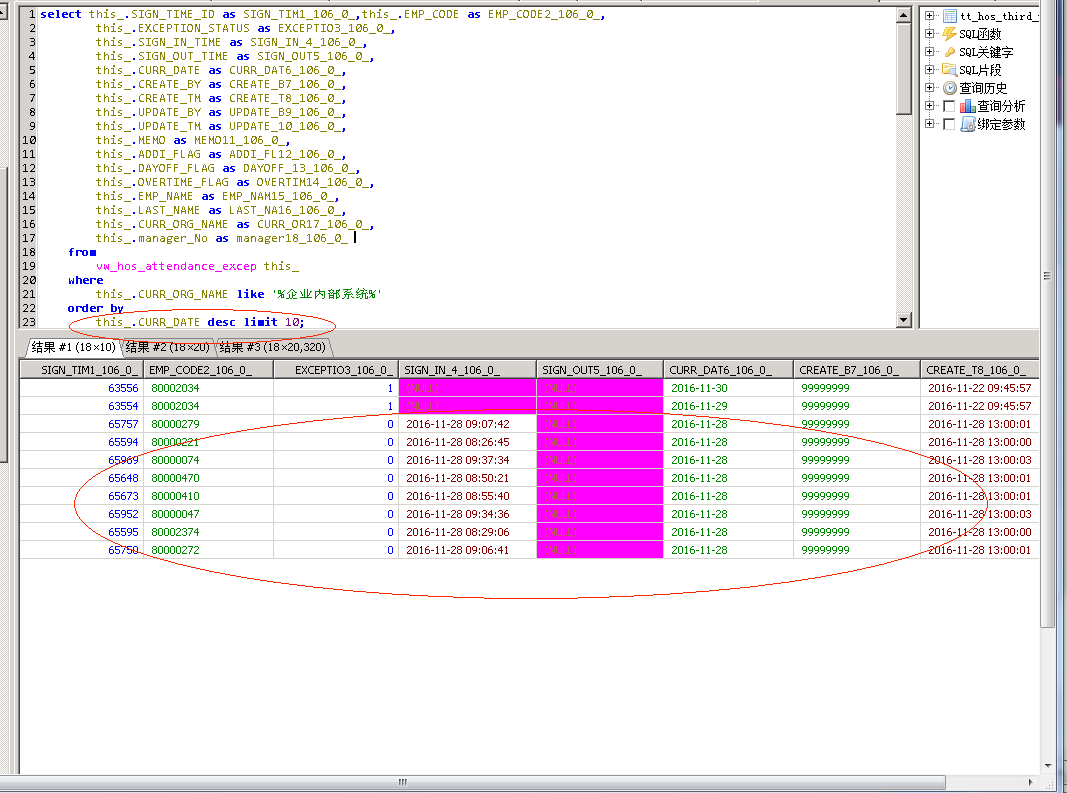 1 select this_.SIGN_TIME_ID as SIGN_TIM1_106_0_,this_.EMP_CODE as EMP_CODE2_106_0_,
2 this_.EXCEPTION_STATUS as EXCEPTIO3_106_0_,
3 this_.SIGN_IN_TIME as SIGN_IN_4_106_0_,
4 this_.SIGN_OUT_TIME as SIGN_OUT5_106_0_,
5 this_.CURR_DATE as CURR_DAT6_106_0_,
6 this_.CREATE_BY as CREATE_B7_106_0_,
7 this_.CREATE_TM as CREATE_T8_106_0_,
8 this_.UPDATE_BY as UPDATE_B9_106_0_,
9 this_.UPDATE_TM as UPDATE_10_106_0_,
10 this_.MEMO as MEMO11_106_0_,
11 this_.ADDI_FLAG as ADDI_FL12_106_0_,
12 this_.DAYOFF_FLAG as DAYOFF_13_106_0_,
13 this_.OVERTIME_FLAG as OVERTIM14_106_0_,
14 this_.EMP_NAME as EMP_NAM15_106_0_,
15 this_.LAST_NAME as LAST_NA16_106_0_,
16 this_.CURR_ORG_NAME as CURR_OR17_106_0_,
17 this_.manager_No as manager18_106_0_
18 from
19 vw_hos_attendance_excep this_
20 where
21 this_.CURR_ORG_NAME like '%企业内部系统%'
22 order by
23 this_.CURR_DATE desc limit 10;
tt_hos_third_
SQL函数
SQL关键字
SQL片段
查询历史
查询分析
绑定参数
结果 #1 (18×10) 结果 #2 (18×20) 结果 #3 (18×20,320)
SIGN_TIM1_106_0_ EMP_CODE2_106_0_ EXCEPTIO3_106_0_ SIGN_IN_4_106_0_ SIGN_OUT5_106_0_ CURR_DAT6_106_0_ CREATE_B7_106_0_ CREATE_T8_106_0_
63556 80002034 1 (NULL) (NULL) 2016-11-30 99999999 2016-11-22 09:45:57
63554 80002034 1 (NULL) (NULL) 2016-11-29 99999999 2016-11-22 09:45:57
65757 80000279 0 2016-11-28 09:07:42 (NULL) 2016-11-28 99999999 2016-11-28 13:00:01
65594 80000221 0 2016-11-28 08:26:45 (NULL) 2016-11-28 99999999 2016-11-28 13:00:00
65969 80000074 0 2016-11-28 09:37:34 (NULL) 2016-11-28 99999999 2016-11-28 13:00:03
65648 80000470 0 2016-11-28 08:50:21 (NULL) 2016-11-28 99999999 2016-11-28 13:00:01
65673 80000410 0 2016-11-28 08:55:40 (NULL) 2016-11-28 99999999 2016-11-28 13:00:01
65952 80000047 0 2016-11-28 09:34:36 (NULL) 2016-11-28 99999999 2016-11-28 13:00:03
65595 80002374 0 2016-11-28 08:29:06 (NULL) 2016-11-28 99999999 2016-11-28 13:00:00
65750 80000272 0 2016-11-28 09:06:41 (NULL) 2016-11-28 99999999 2016-11-28 13:00:01